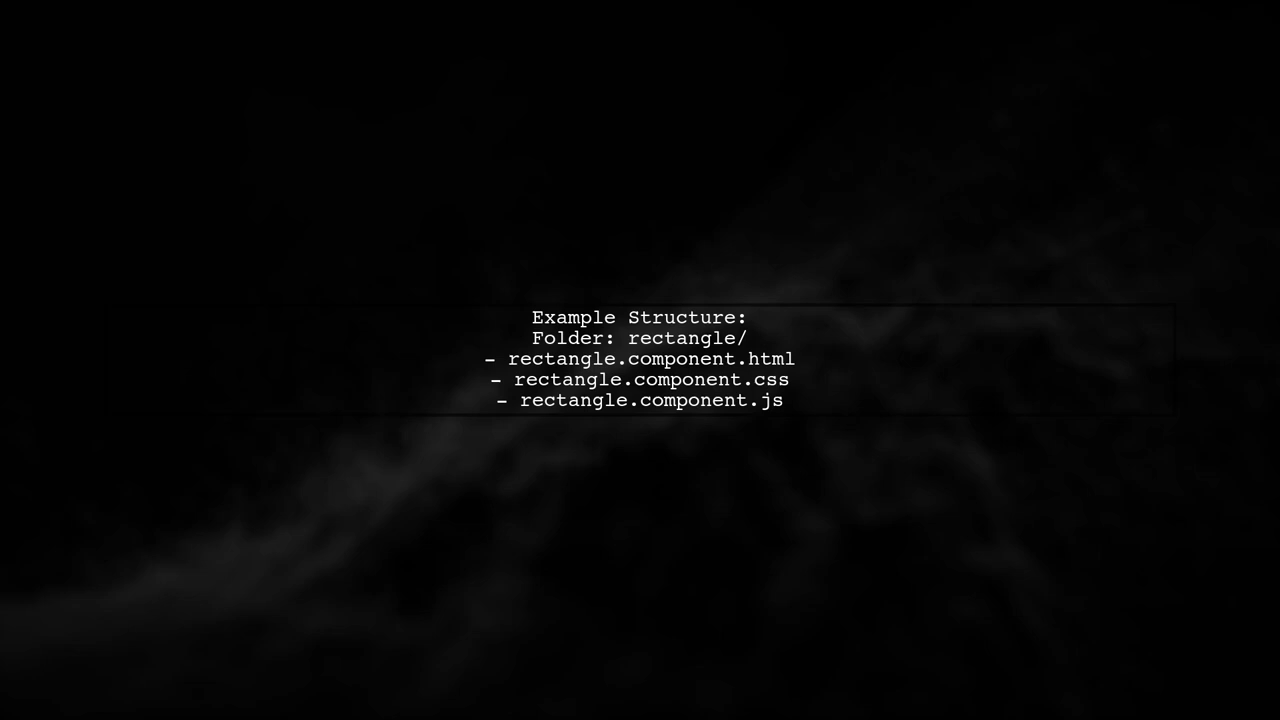 Example Structure:
Folder: rectangle/
- rectangle.component.html
- rectangle.component.css
- rectangle.component.js